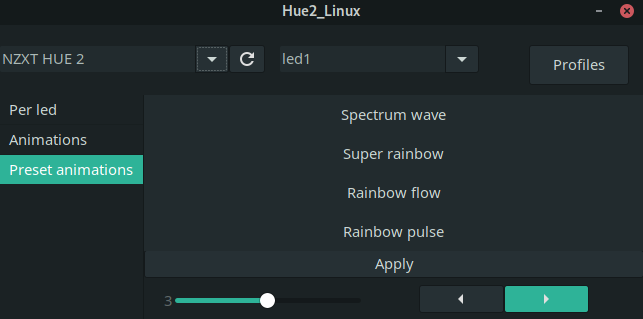 Hue2_Linux
NZXT HUE 2
led1
Profiles
Per led
Animations
Preset animations
Spectrum wave
Super rainbow
Rainbow flow
Rainbow pulse
Apply
3